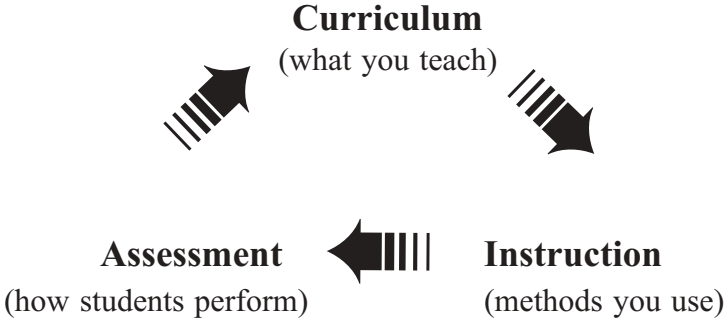 Curriculum
(what you teach)
Assessment
(how students perform)
Instruction
(methods you use)